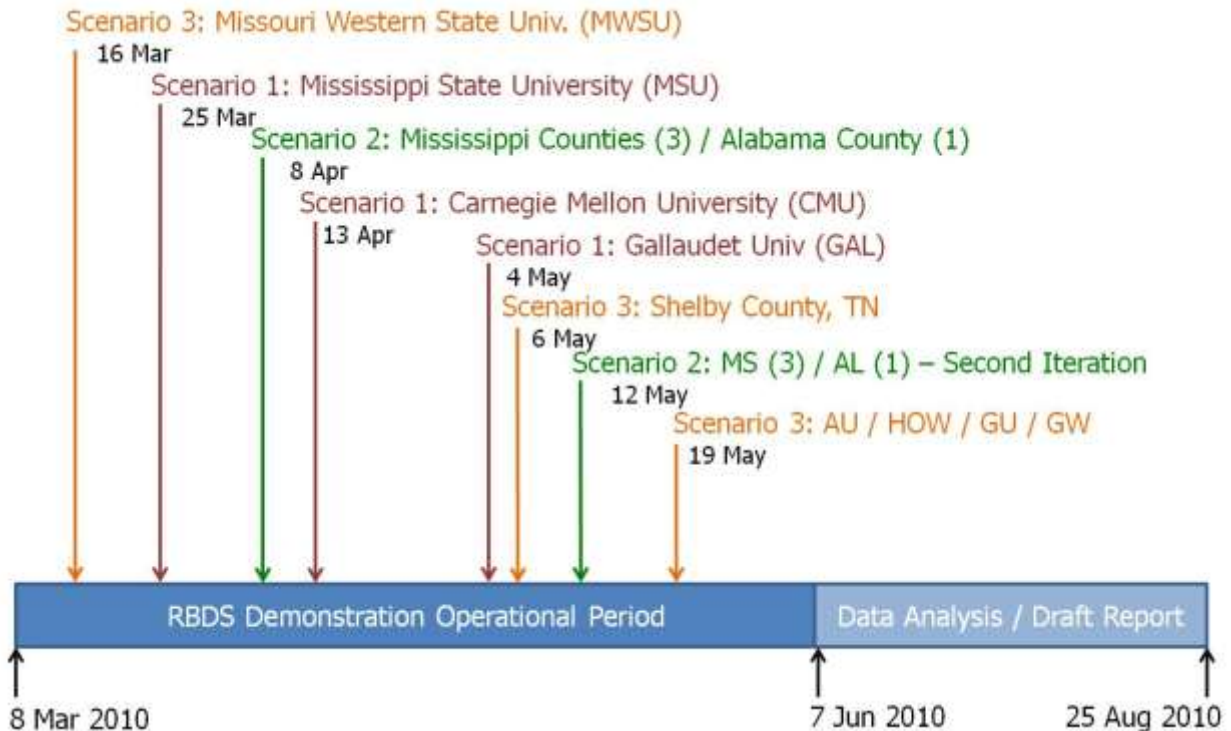 Scenario 3: Missouri Western State Univ. (MWSU)
16 Mar
Scenario 1: Mississippi State University (MSU)
25 Mar
Scenario 2: Mississippi Counties (3) / Alabama County (1)
8 Apr
Scenario 1: Carnegie Mellon University (CMU)
13 Apr
Scenario 1: Gallaudet Univ (GAL)
4 May
Scenario 3: Shelby County, TN
6 May
Scenario 2: MS (3) / AL (1) – Second Iteration
12 May
Scenario 3: AU / HOW / GU / GW
19 May
RBDS Demonstration Operational Period
Data Analysis / Draft Report
8 Mar 2010
7 Jun 2010
25 Aug 2010